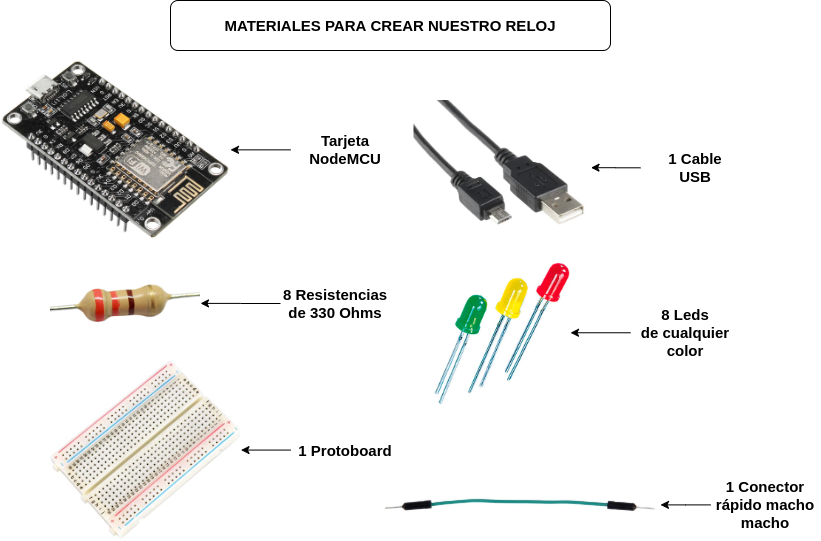 MATERIALES PARA CREAR NUESTRO RELOJ
Tarjeta
NodeMCU
1 Cable
USB
8 Resistencias
de 330 Ohms
8 Leds
de cualquier
color
1 Protoboard
1 Conector
rápido macho
macho